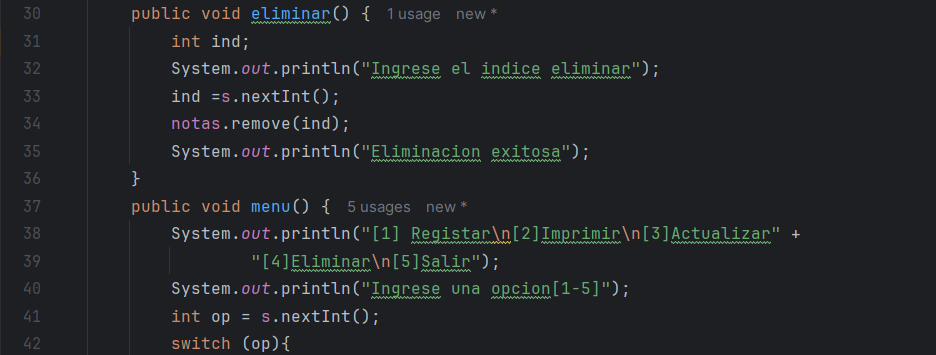 30 public void eliminar() { 1 usage new *
31 int ind;
32 System.out.println("Ingrese el indice eliminar");
33 ind =s.nextInt();
34 notas.remove(ind);
35 System.out.println("Eliminacion exitosa");
36 }
37 public void menu() { 5 usages new *
38 System.out.println("[1] Registar\n[2]Imprimir\n[3]Actualizar" +
39 "[4]Eliminar\n[5]Salir");
40 System.out.println("Ingrese una opcion[1-5]");
41 int op = s.nextInt();
42 switch (op){